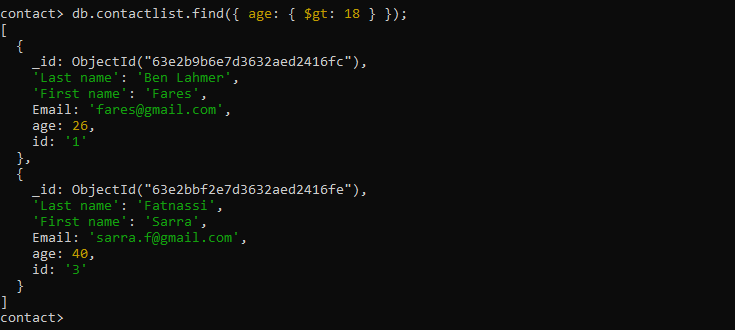 contact> db.contactlist.find({ age: { $gt: 18 } });
[
  {
    _id: ObjectId("63e2b9b6e7d3632aed2416fc"),
    'Last name': 'Ben Lahmer',
    'First name': 'Fares',
    Email: 'fares@gmail.com',
    age: 26,
    id: '1'
  },
  {
    _id: ObjectId("63e2bbf2e7d3632aed2416fe"),
    'Last name': 'Fatnassi',
    'First name': 'Sarra',
    Email: 'sarra.f@gmail.com',
    age: 40,
    id: '3'
  }
]
contact>